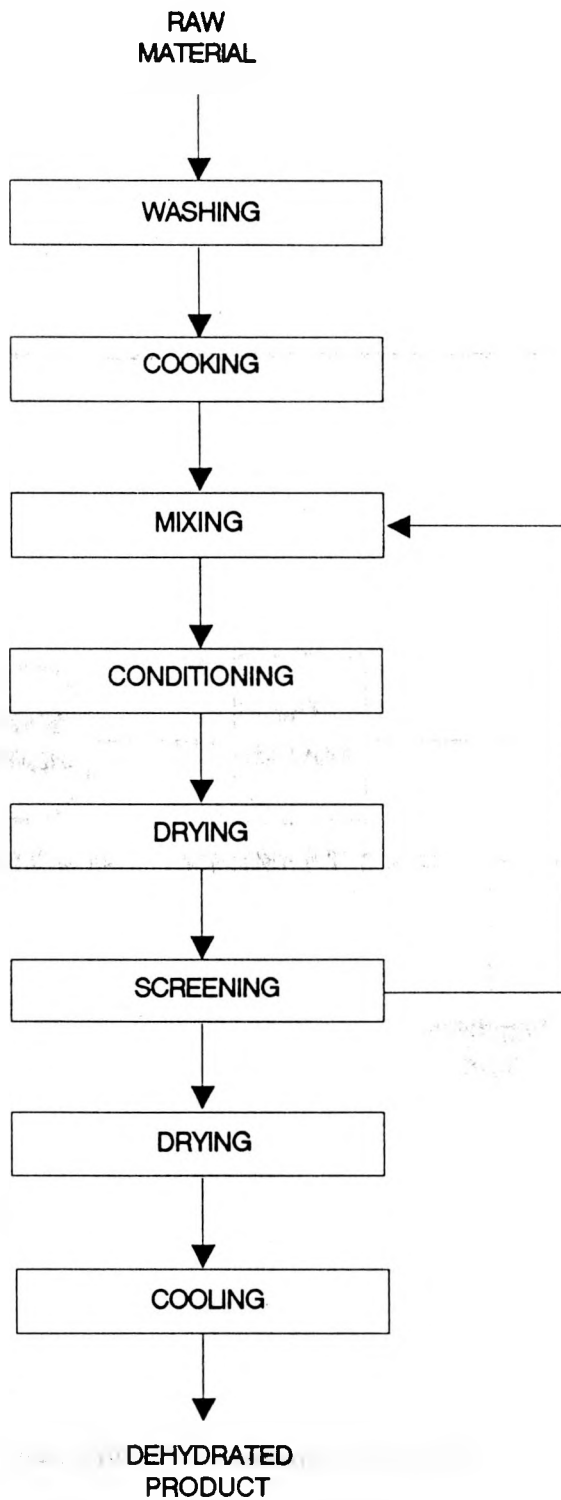 RAW
MATERIAL
WASHING
COOKING
MIXING
CONDITIONING
DRYING
SCREENING
DRYING
COOLING
DEHYDRATED
PRODUCT